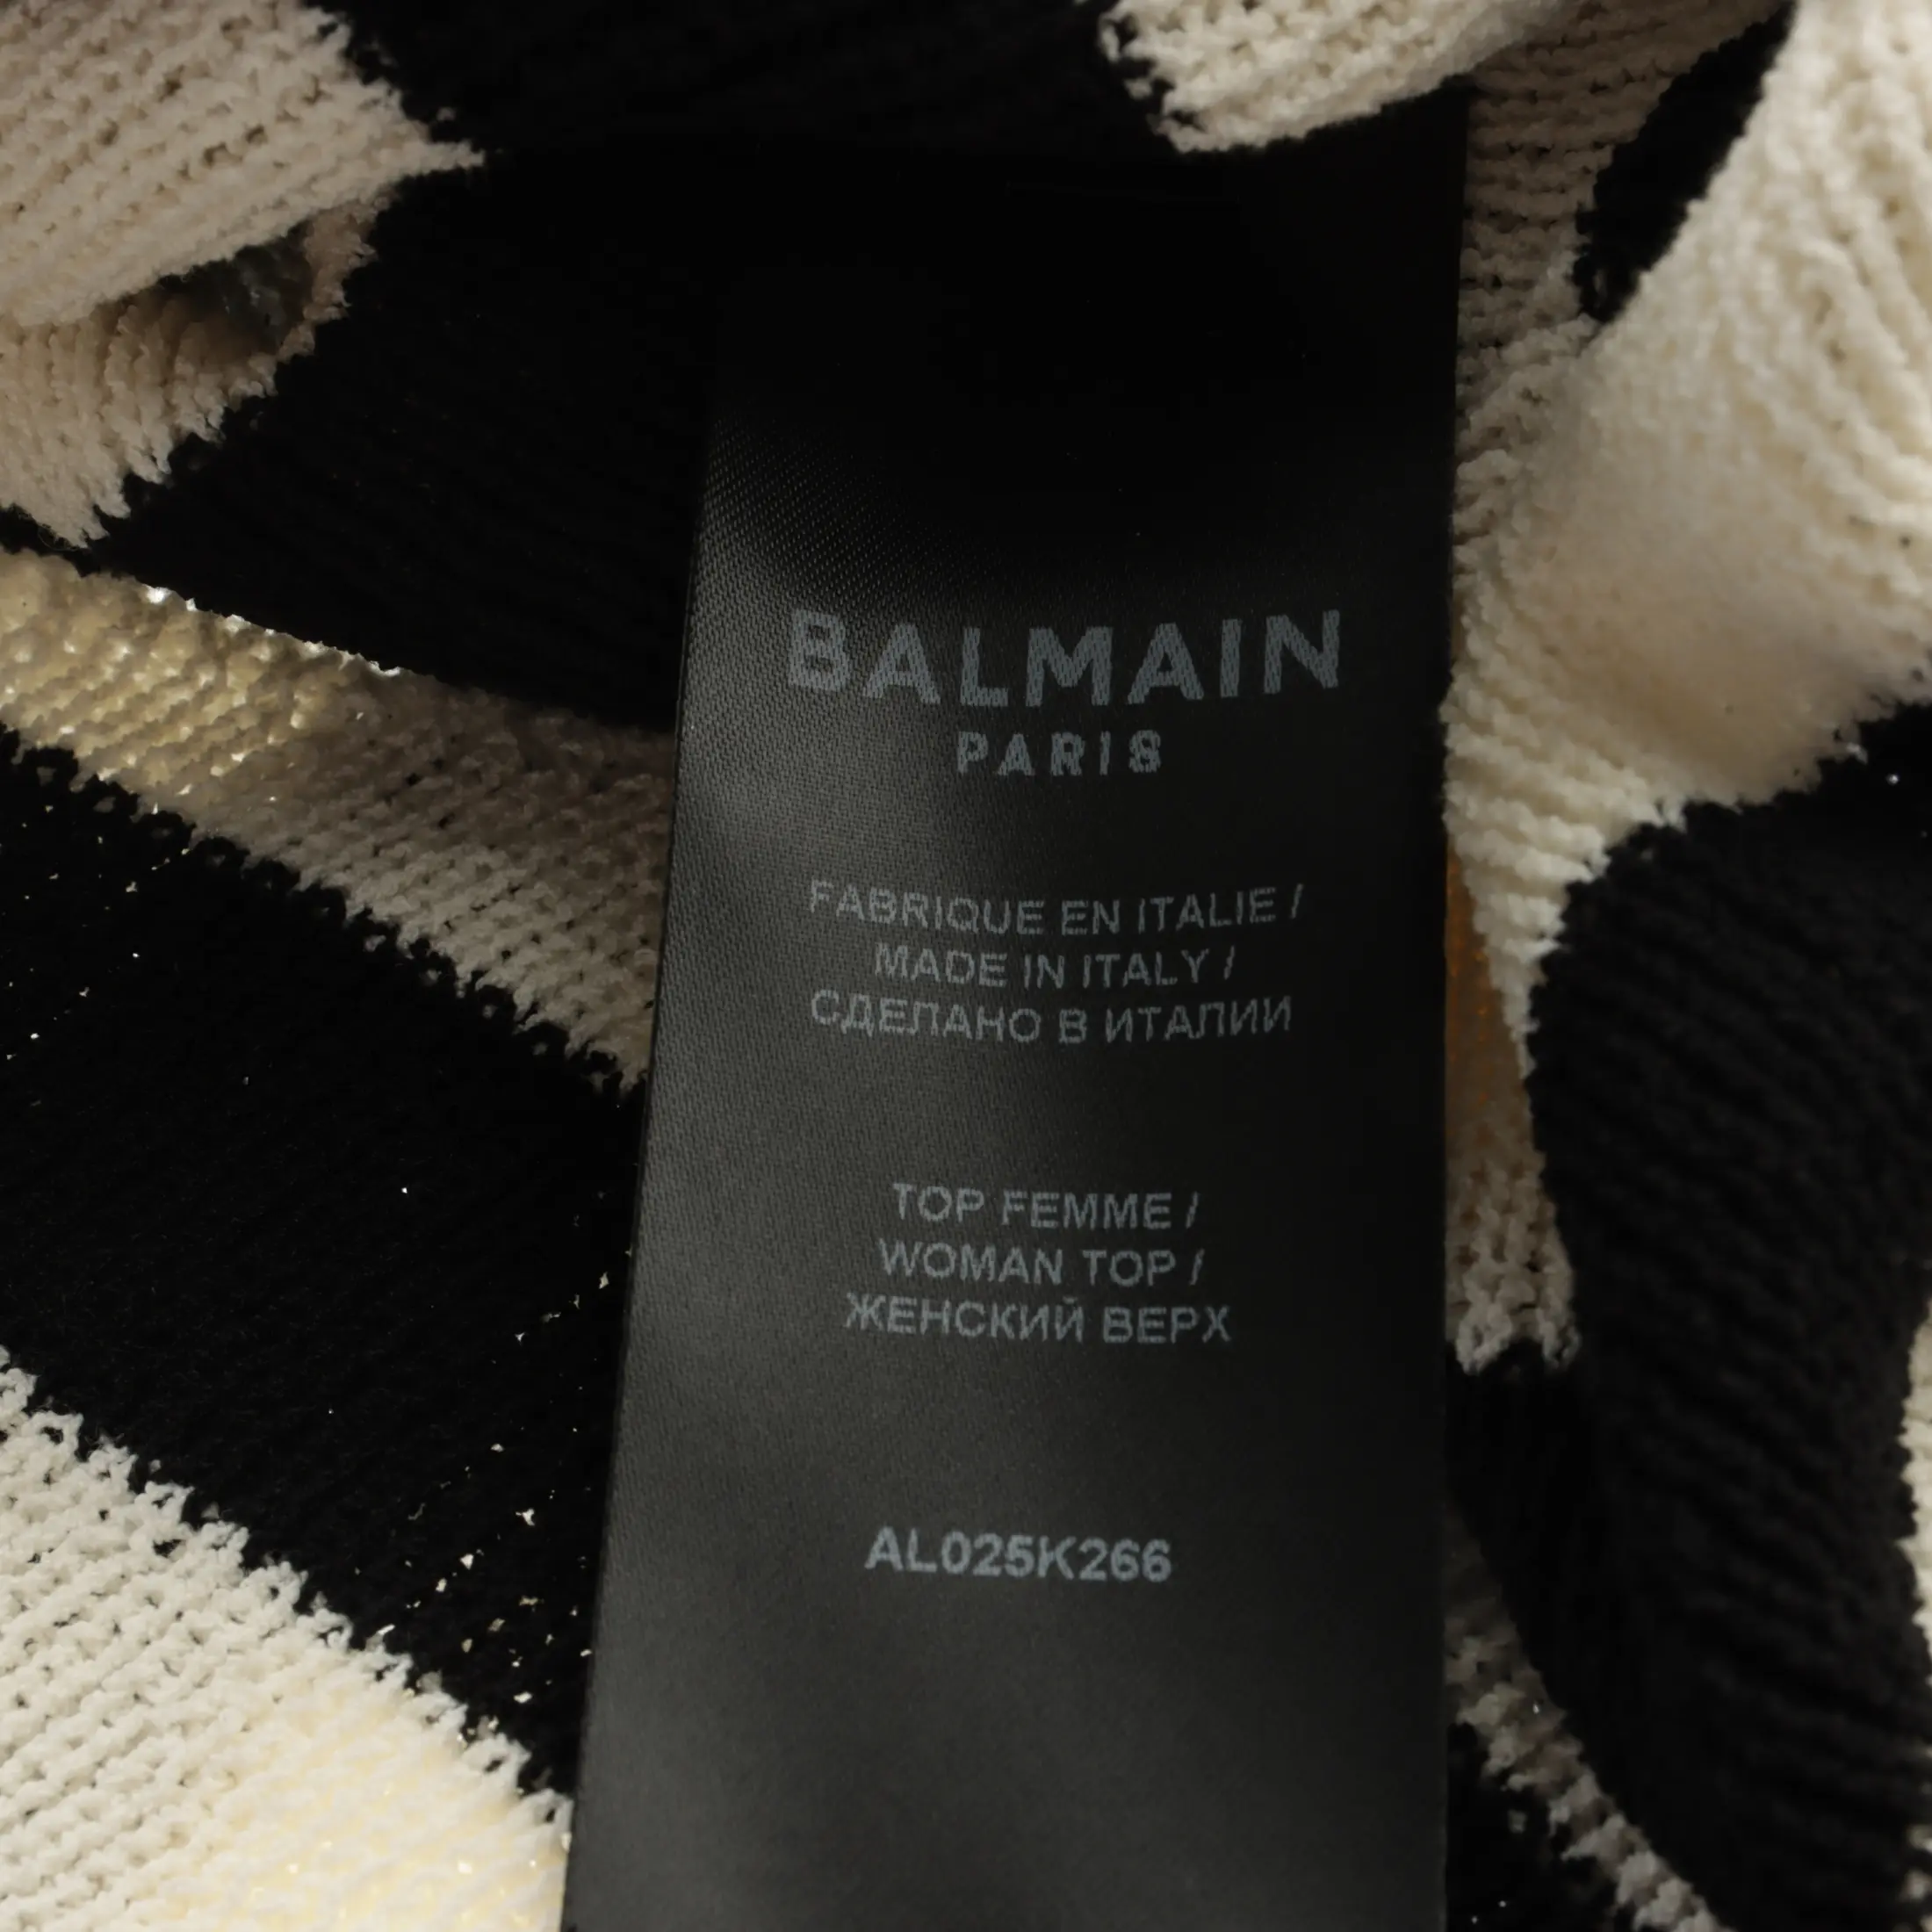 BALMAIN
PARIS
FABRIQUE EN ITALIE /
MADE IN ITALY /
СДЕЛАНО В ИТАЛИИ
TOP FEMME /
WOMAN TOP /
ЖЕНСКИЙ ВЕРХ
AL025K266